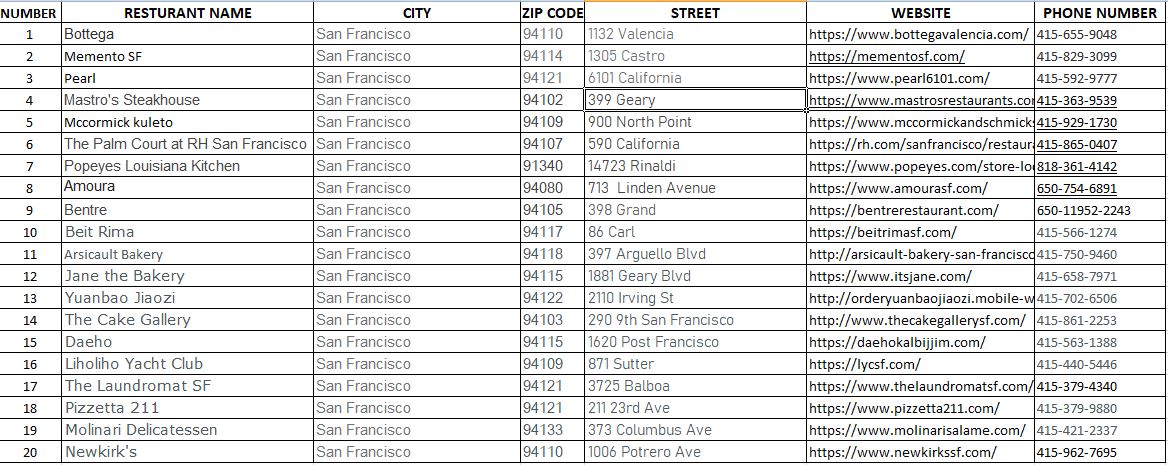 NUMBER RESTURANT NAME CITY ZIP CODE STREET WEBSITE PHONE NUMBER
1 Bottega San Francisco 94110 1132 Valencia https://www.bottegavalencia.com/ 415-655-9048
2 Memento SF San Francisco 94114 1305 Castro https://mementosf.com/ 415-829-3099
3 Pearl San Francisco 94121 6101 California https://www.pearl6101.com/ 415-592-9777
4 Mastro's Steakhouse San Francisco 94102 399 Geary https://www.mastrosrestaurants.com 415-363-9539
5 Mccormick kuleto San Francisco 94109 900 North Point https://www.mccormickandschmicks 415-929-1730
6 The Palm Court at RH San Francisco San Francisco 94107 590 California https://rh.com/sanfrancisco/restaura 415-865-0407
7 Popeyes Louisiana Kitchen San Francisco 91340 14723 Rinaldi https://www.popeyes.com/store-lo 818-361-4142
8 Amoura San Francisco 94080 713 Linden Avenue https://www.amourasf.com/ 650-754-6891
9 Bentre San Francisco 94105 398 Grand https://bentrerestaurant.com/ 650-11952-2243
10 Beit Rima San Francisco 94117 86 Carl https://beitrimasf.com/ 415-566-1274
11 Arsicault Bakery San Francisco 94118 397 Arguello Blvd http://arsicault-bakery-san-francisco 415-750-9460
12 Jane the Bakery San Francisco 94115 1881 Geary Blvd https://www.itsjane.com/ 415-658-7971
13 Yuanbao Jiaozi San Francisco 94122 2110 Irving St http://orderyuanbaojiaozi.mobile-w 415-702-6506
14 The Cake Gallery San Francisco 94103 290 9th San Francisco http://www.thecakegallerysf.com/ 415-861-2253
15 Daeho San Francisco 94115 1620 Post Francisco https://daehokalbijjim.com/ 415-563-1388
16 Liholiho Yacht Club San Francisco 94109 871 Sutter https://lycsf.com/ 415-440-5446
17 The Laundromat SF San Francisco 94121 3725 Balboa https://www.thelaundromatsf.com/ 415-379-4340
18 Pizzetta 211 San Francisco 94121 211 23rd Ave https://www.pizzetta211.com/ 415-379-9880
19 Molinari Delicatessen San Francisco 94133 373 Columbus Ave https://www.molinarisalame.com/ 415-421-2337
20 Newkirk's San Francisco 94110 1006 Potrero Ave https://www.newkirkssf.com/ 415-962-7695